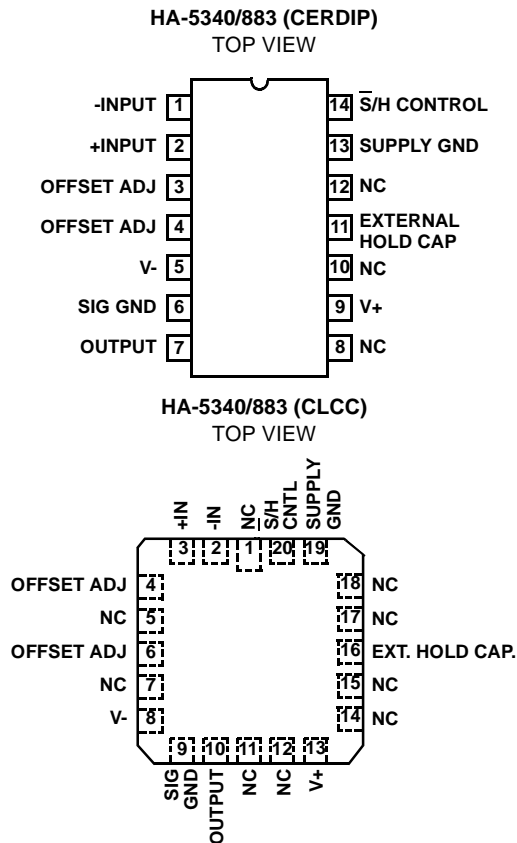 HA-5340/883 (CERDIP)
TOP VIEW
-INPUT 1
14 S̅/H CONTROL
+INPUT 2
13 SUPPLY GND
OFFSET ADJ 3
12 NC
OFFSET ADJ 4
11 EXTERNAL
HOLD CAP
V- 5
10 NC
SIG GND 6
9 V+
OUTPUT 7
8 NC
HA-5340/883 (CLCC)
TOP VIEW
+IN
-IN
NC
S̅/H
CNTL
SUPPLY
GND
3 2 1 20 19
OFFSET ADJ 4
18 NC
NC 5
17 NC
OFFSET ADJ 6
16 EXT. HOLD CAP.
NC 7
15 NC
V- 8
14 NC
9 10 11 12 13
SIG
GND
OUTPUT
NC
NC
V+